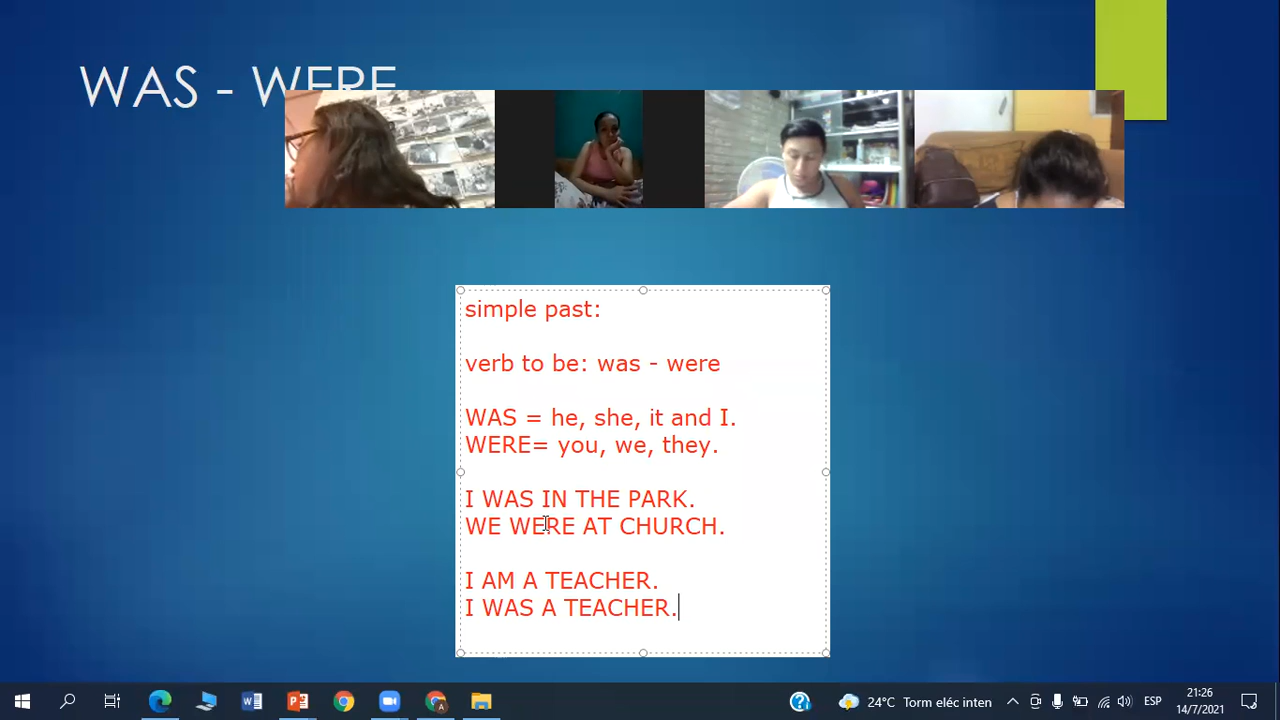 WAS - WERE
simple past:
verb to be: was - were
WAS = he, she, it and I.
WERE= you, we, they.
I WAS IN THE PARK.
WE WERE AT CHURCH.
I AM A TEACHER.
I WAS A TEACHER.
24°C Torm eléc inten
ESP
21:26
14/7/2021